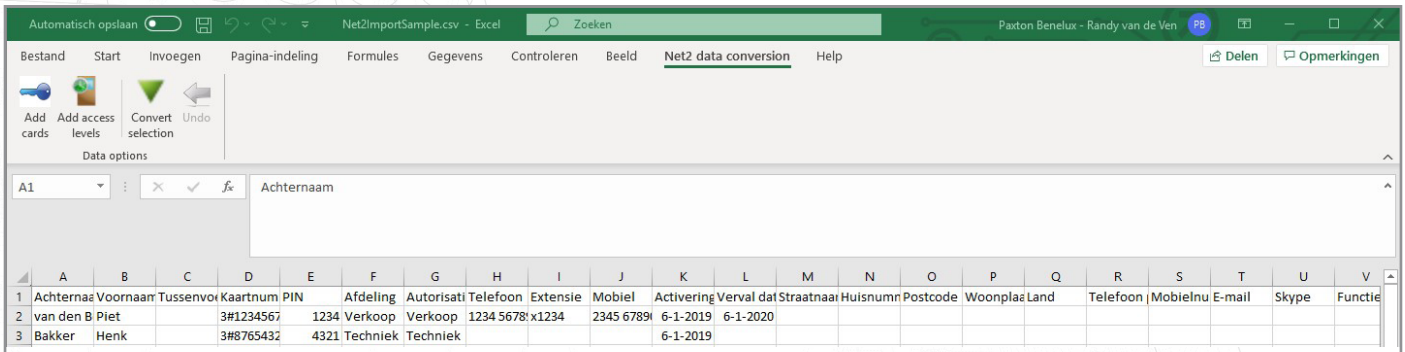 Automatisch opslaan Net2ImportSample.csv - Excel Zoeken Paxton Benelux - Randy van de Ven PB
Bestand Start Invoegen Pagina-indeling Formules Gegevens Controleren Beeld Net2 data conversion Help Delen Opmerkingen
Add cards Add access levels Convert selection Undo
Data options
A1 fx Achternaam
A B C D E F G H I J K L M N O P Q R S T U V
1 Achternaa Voornaam Tussenvoe Kaartnum PIN Afdeling Autorisati Telefoon Extensie Mobiel Activering Verval dat Straatnaar Huisnumn Postcode Woonplaa Land Telefoon Mobielnu E-mail Skype Functie
2 van den B Piet 3#1234567 1234 Verkoop Verkoop 1234 5678 x1234 2345 6789 6-1-2019 6-1-2020
3 Bakker Henk 3#8765432 4321 Techniek Techniek 6-1-2019